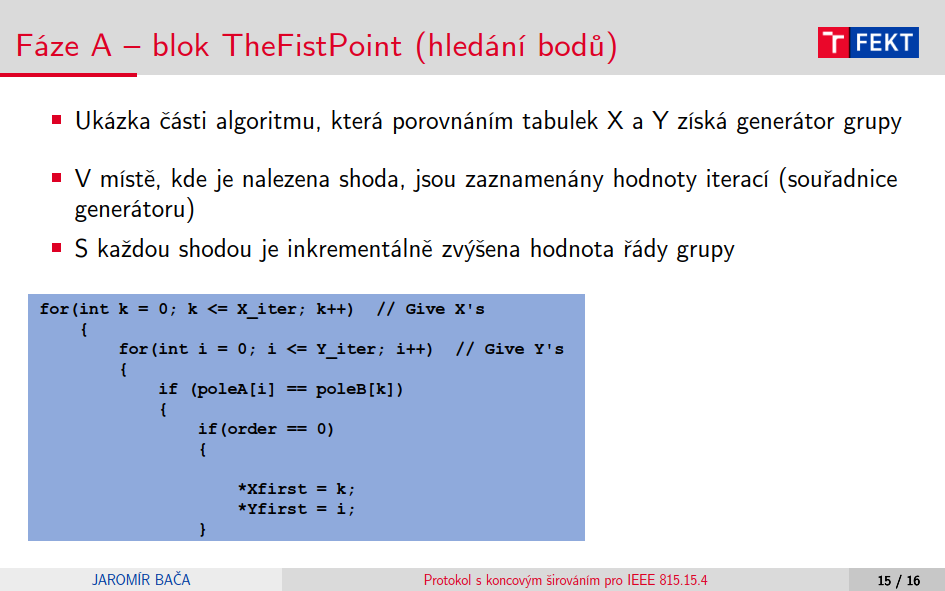 Fáze A – blok TheFistPoint (hledání bodů)
T FEKT
Ukázka části algoritmu, která porovnáním tabulek X a Y získá generátor grupy
V místě, kde je nalezena shoda, jsou zaznamenány hodnoty iterací (souřadnice
generátoru)
S každou shodou je inkrementálně zvýšena hodnota řády grupy
for(int k = 0; k <= X_iter; k++)  // Give X's
{
for(int i = 0; i <= Y_iter; i++)  // Give Y's
{
if (poleA[i] == poleB[k])
{
if(order == 0)
{
*Xfirst = k;
*Yfirst = i;
}
JAROMÍR BAČA
Protokol s koncovým širováním pro IEEE 815.15.4
15 / 16